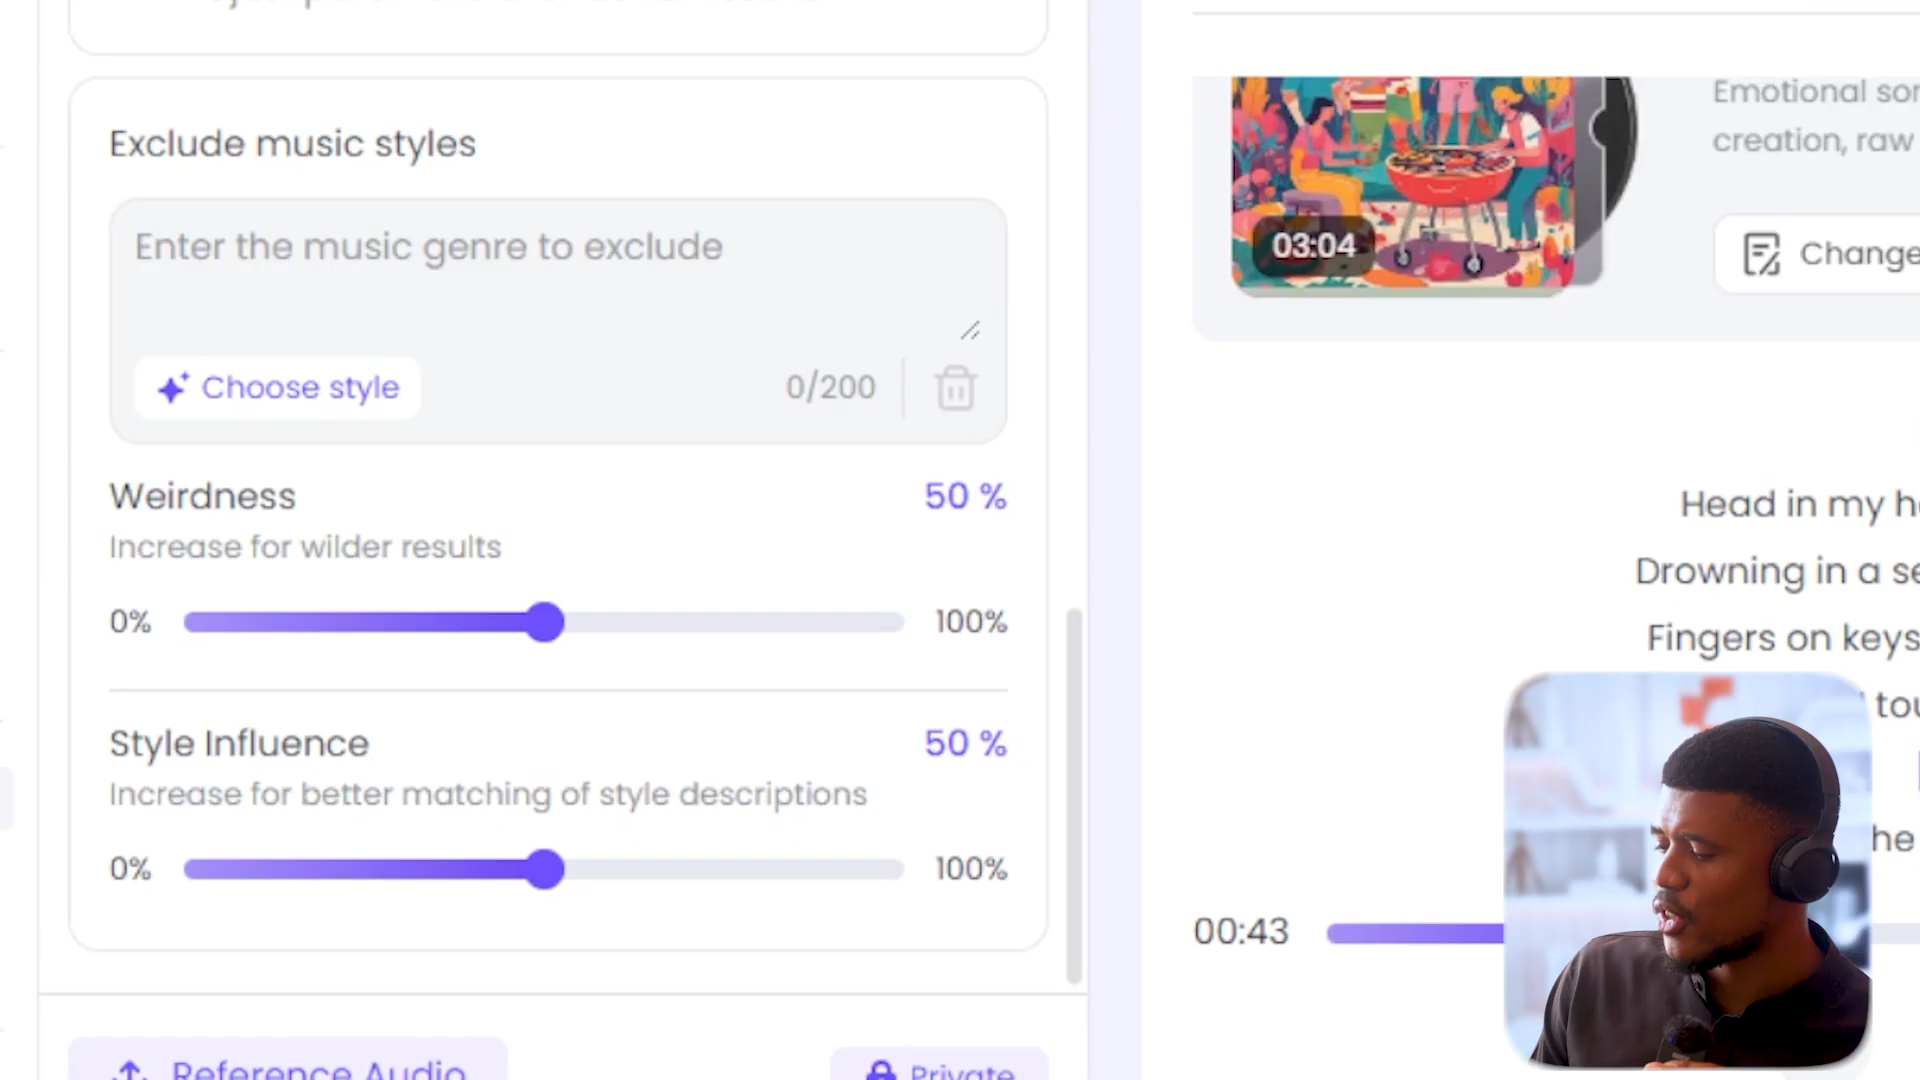 Exclude music styles
Enter the music genre to exclude
Choose style
0/200
Weirdness
50 %
Increase for wilder results
0%
100%
Style Influence
50 %
Increase for better matching of style descriptions
0%
100%
Reference Audio
Private
Emotional
creation, raw
03:04
Change
Head in my
Drowning in a
Fingers on keys
00:43